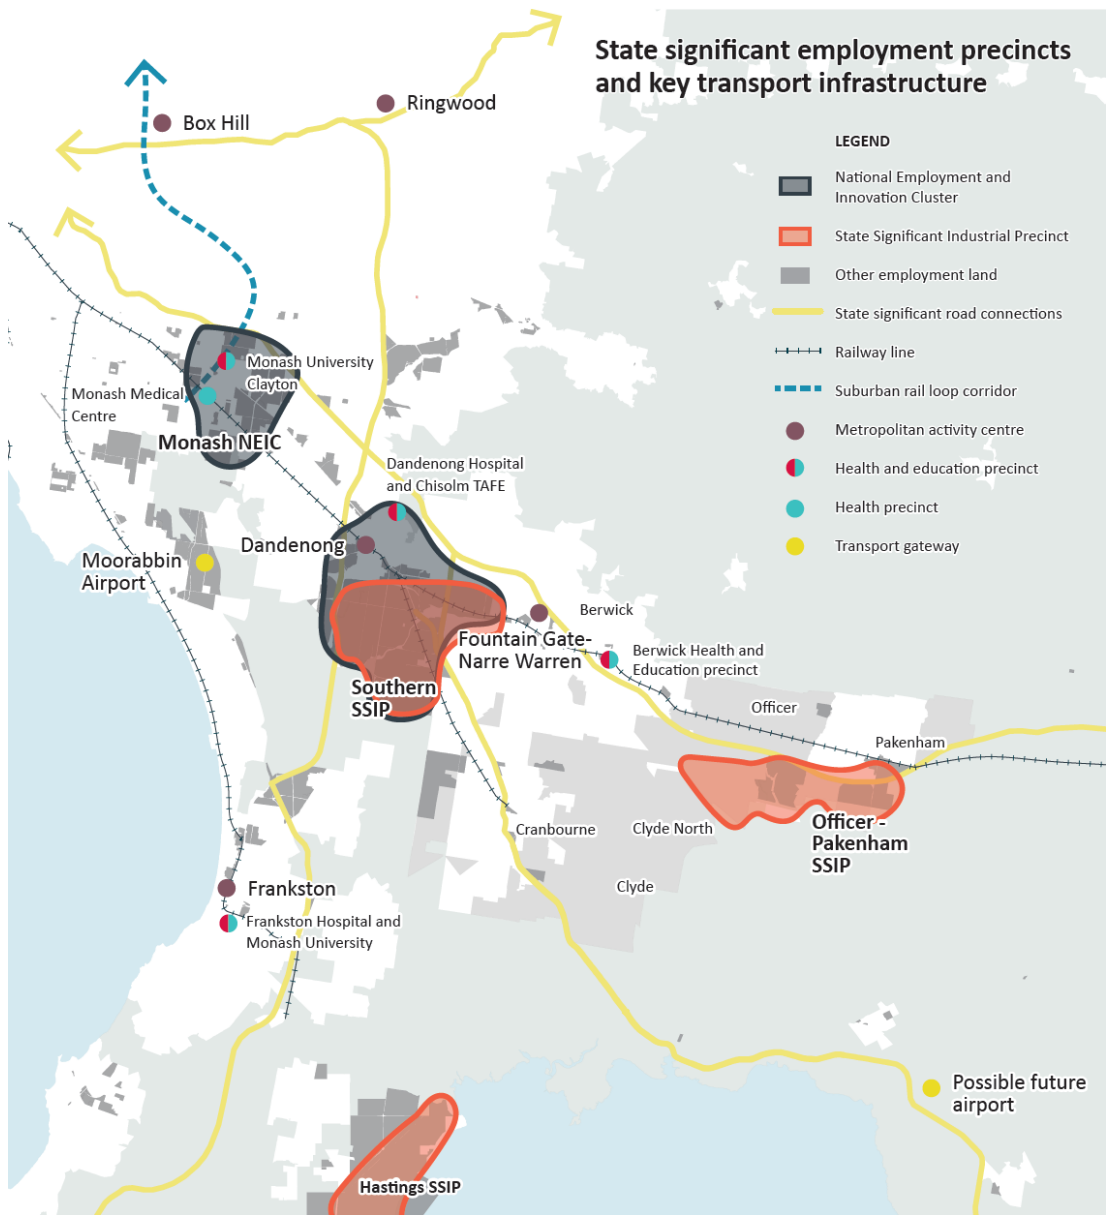 State significant employment precincts
and key transport infrastructure
LEGEND
National Employment and
Innovation Cluster
State Significant Industrial Precinct
Other employment land
State significant road connections
Railway line
Suburban rail loop corridor
Metropolitan activity centre
Health and education precinct
Health precinct
Transport gateway
Ringwood
Box Hill
Monash University
Clayton
Monash Medical
Centre
Monash NEIC
Dandenong Hospital
and Chisolm TAFE
Dandenong
Moorabbin
Airport
Berwick
Fountain Gate-
Narre Warren
Berwick Health and
Education precinct
Southern
SSIP
Officer
Pakenham
Cranbourne
Clyde North
Officer -
Pakenham
SSIP
Clyde
Frankston
Frankston Hospital and
Monash University
Possible future
airport
Hastings SSIP